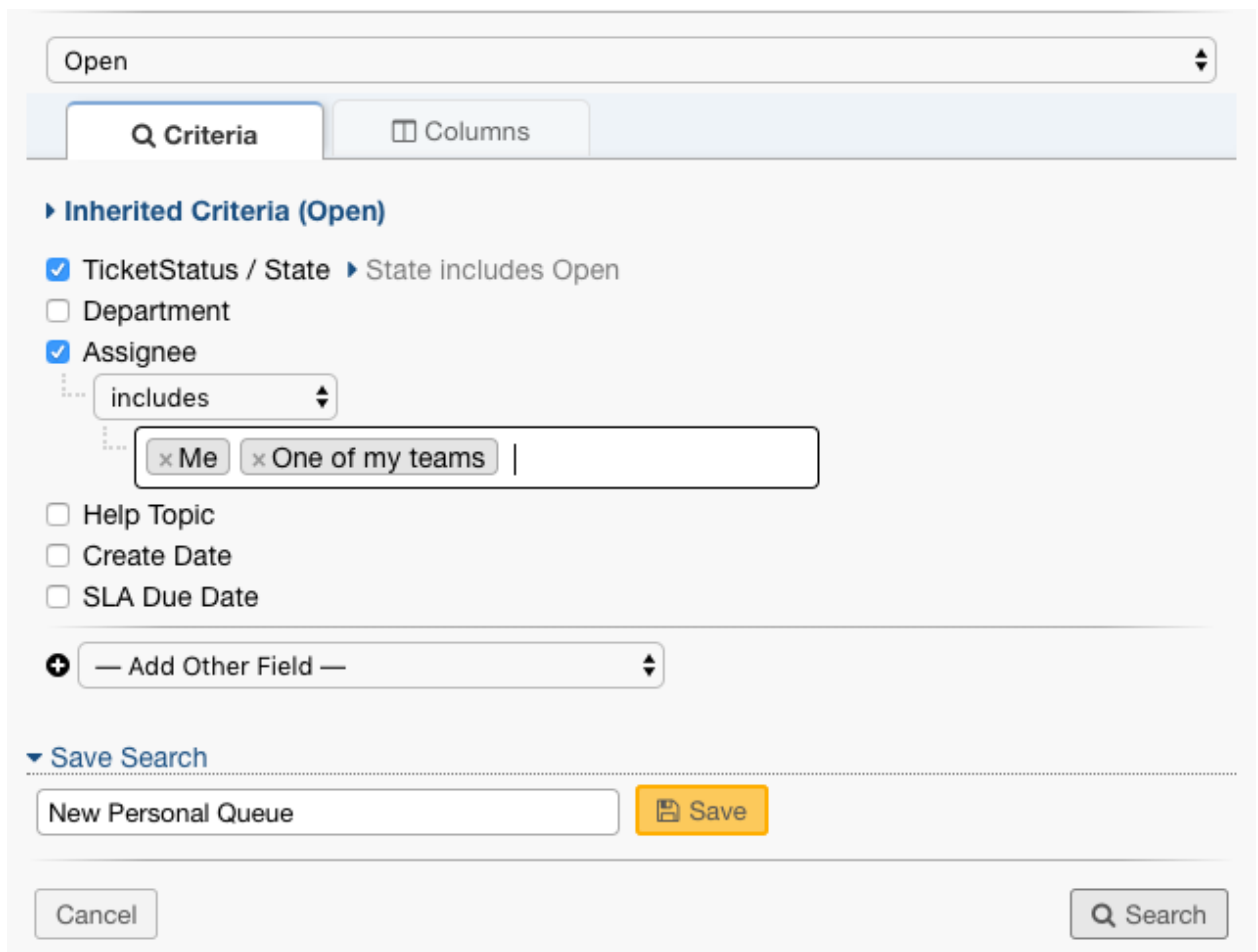 Open
Criteria Columns
Inherited Criteria (Open)
TicketStatus / State State includes Open
Department
Assignee
includes
×Me ×One of my teams
Help Topic
Create Date
SLA Due Date
— Add Other Field —
Save Search
New Personal Queue Save
Cancel Search